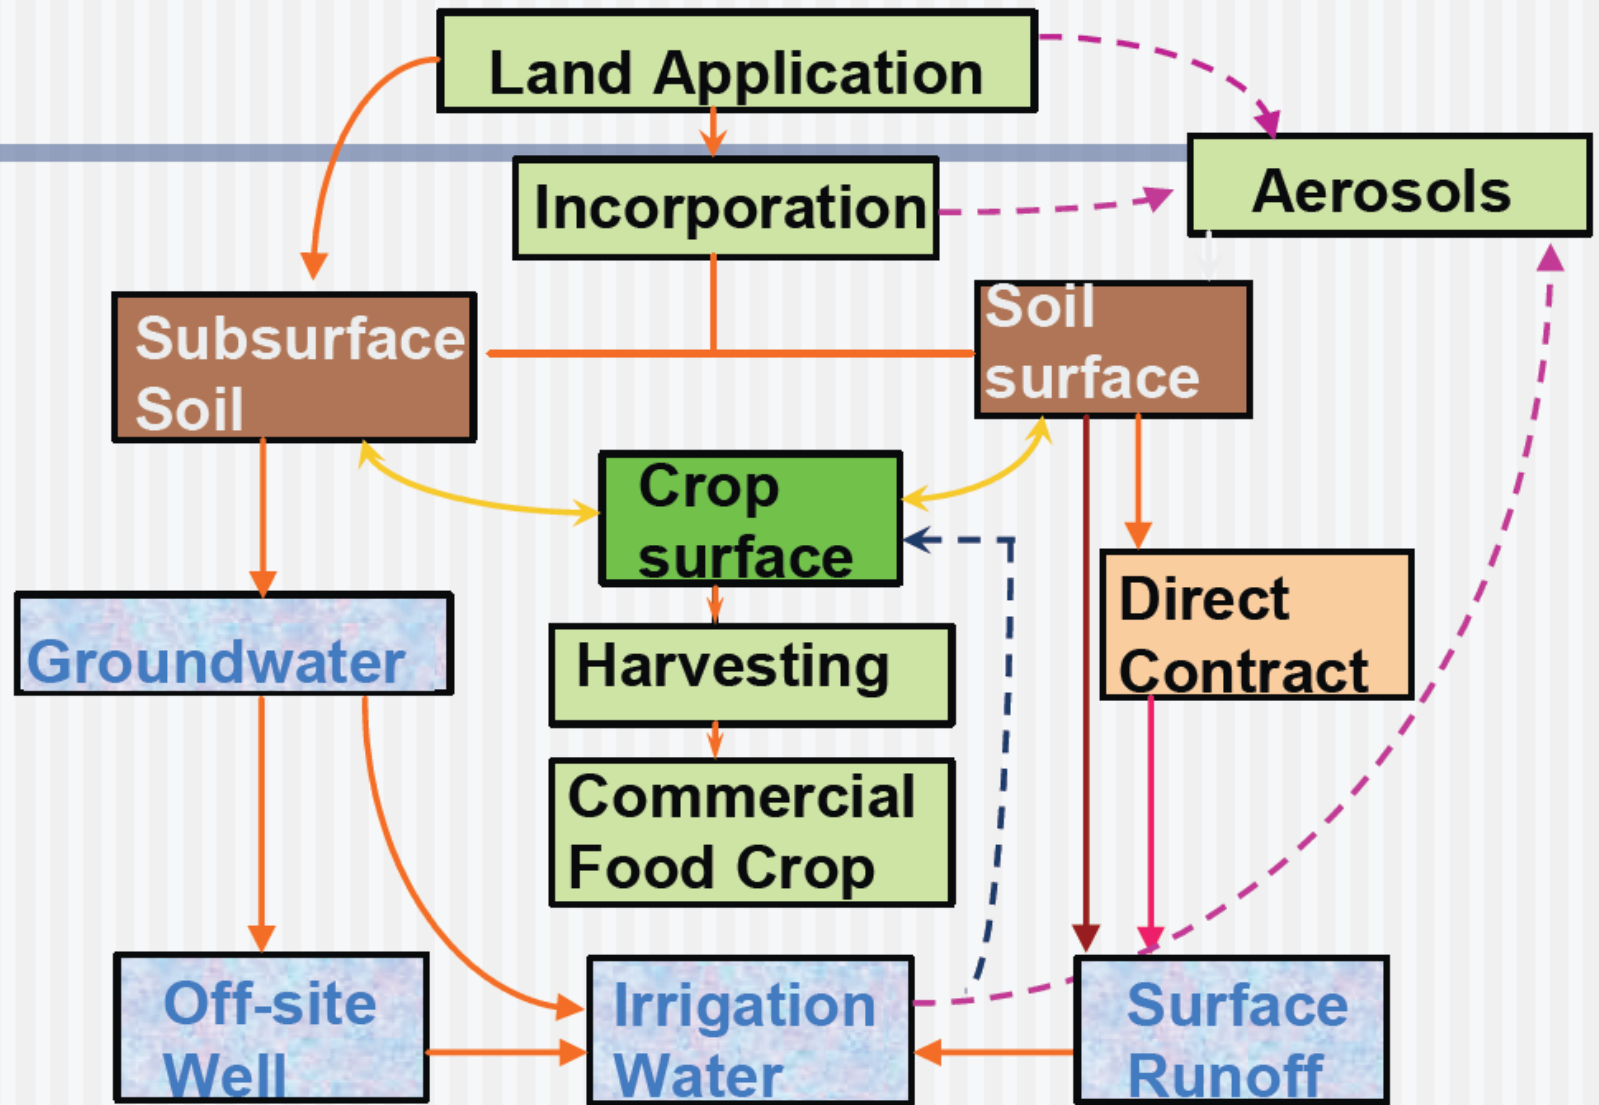 Land Application
Incorporation
Aerosols
Subsurface
Soil
Soil
surface
Crop
surface
Direct
Contract
Groundwater
Harvesting
Commercial
Food Crop
Off-site
Well
Irrigation
Water
Surface
Runoff